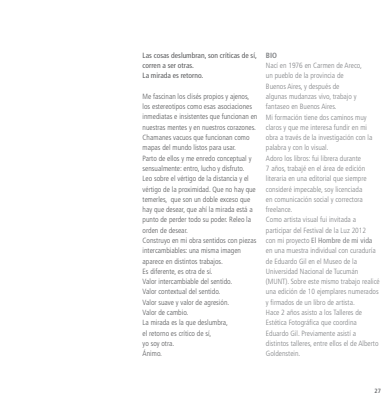 Las cosas deslumbran, son críticas de sí,
corren a ser otras.
La mirada es retorno.
Me fascinan los clisés propios y ajenos,
los estereotipos como esas asociaciones
inmediatas e insistentes que funcionan en
nuestras mentes y en nuestros corazones.
Chamanes vacuos que funcionan como
mapas del mundo listos para usar.
Parto de ellos y me enredo conceptual y
sensualmente: entro, lucho y disfruto.
Leo sobre el vértigo de la distancia y el
vértigo de la proximidad. Que no hay que
temerles, que son un doble exceso que
hay que desear, que ahí la mirada está a
punto de perder todo su poder. Releo la
orden de desear.
Construyo en mi obra sentidos con piezas
intercambiables: una misma imagen
aparece en distintos trabajos.
Es diferente, es otra de sí.
Valor intercambiable del sentido.
Valor contextual del sentido.
Valor suave y valor de agresión.
Valor de cambio.
La mirada es la que deslumbra,
el retorno es crítico de sí,
yo soy otra.
Ánimo.
BIO
Nací en 1976 en Carmen de Areco,
un pueblo de la provincia de
Buenos Aires, y después de
algunas mudanzas vivo, trabajo y
fantaseo en Buenos Aires.
Mi formación tiene dos caminos muy
claros y que me interesa fundir en mi
obra a través de la investigación con la
palabra y con lo visual.
Adoro los libros: fui librera durante
7 años, trabajé en el área de edición
literaria en una editorial que siempre
consideré impecable, soy licenciada
en comunicación social y correctora
freelance.
Como artista visual fui invitada a
participar del Festival de la Luz 2012
con mi proyecto El Hombre de mi vida
en una muestra individual con curaduría
de Eduardo Gil en el Museo de la
Universidad Nacional de Tucumán
(MUNT). Sobre este mismo trabajo realicé
una edición de 10 ejemplares numerados
y firmados de un libro de artista.
Hace 2 años asisto a los Talleres de
Estética Fotográfica que coordina
Eduardo Gil. Previamente asistí a
distintos talleres, entre ellos el de Alberto
Goldenstein.
27